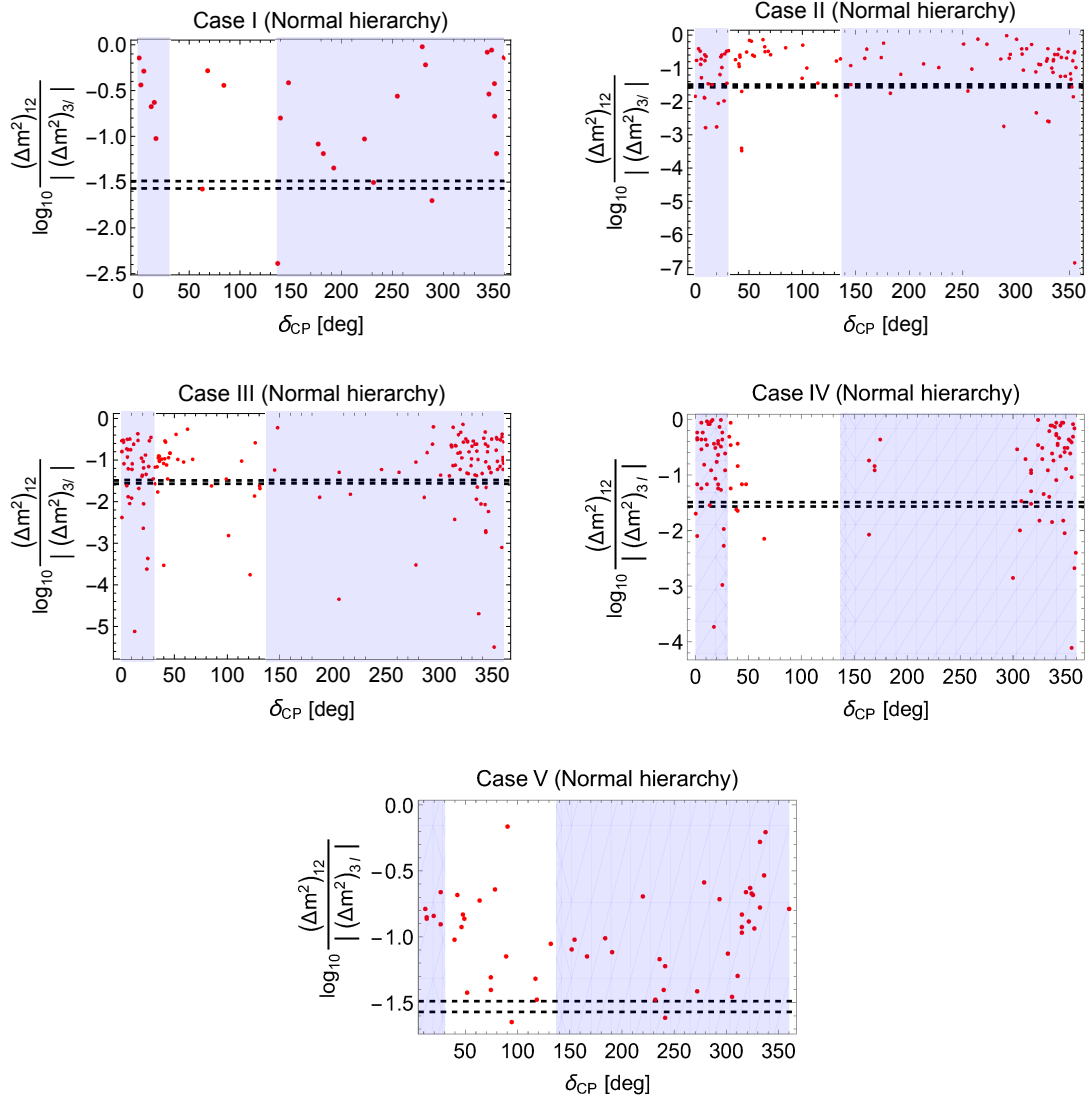 Case I (Normal hierarchy)
log10 (Δm²)12 / | (Δm²)3l |
0.0
−0.5
−1.0
−1.5
−2.0
−2.5
0 50 100 150 200 250 300 350
δCP [deg]
Case II (Normal hierarchy)
log10 (Δm²)12 / | (Δm²)3l |
0
−1
−2
−3
−4
−5
−6
−7
0 50 100 150 200 250 300 350
δCP [deg]
Case III (Normal hierarchy)
log10 (Δm²)12 / | (Δm²)3l |
0
−1
−2
−3
−4
−5
0 50 100 150 200 250 300 350
δCP [deg]
Case IV (Normal hierarchy)
log10 (Δm²)12 / | (Δm²)3l |
0
−1
−2
−3
−4
0 50 100 150 200 250 300 350
δCP [deg]
Case V (Normal hierarchy)
log10 (Δm²)12 / | (Δm²)3l |
0.0
−0.5
−1.0
−1.5
50 100 150 200 250 300 350
δCP [deg]